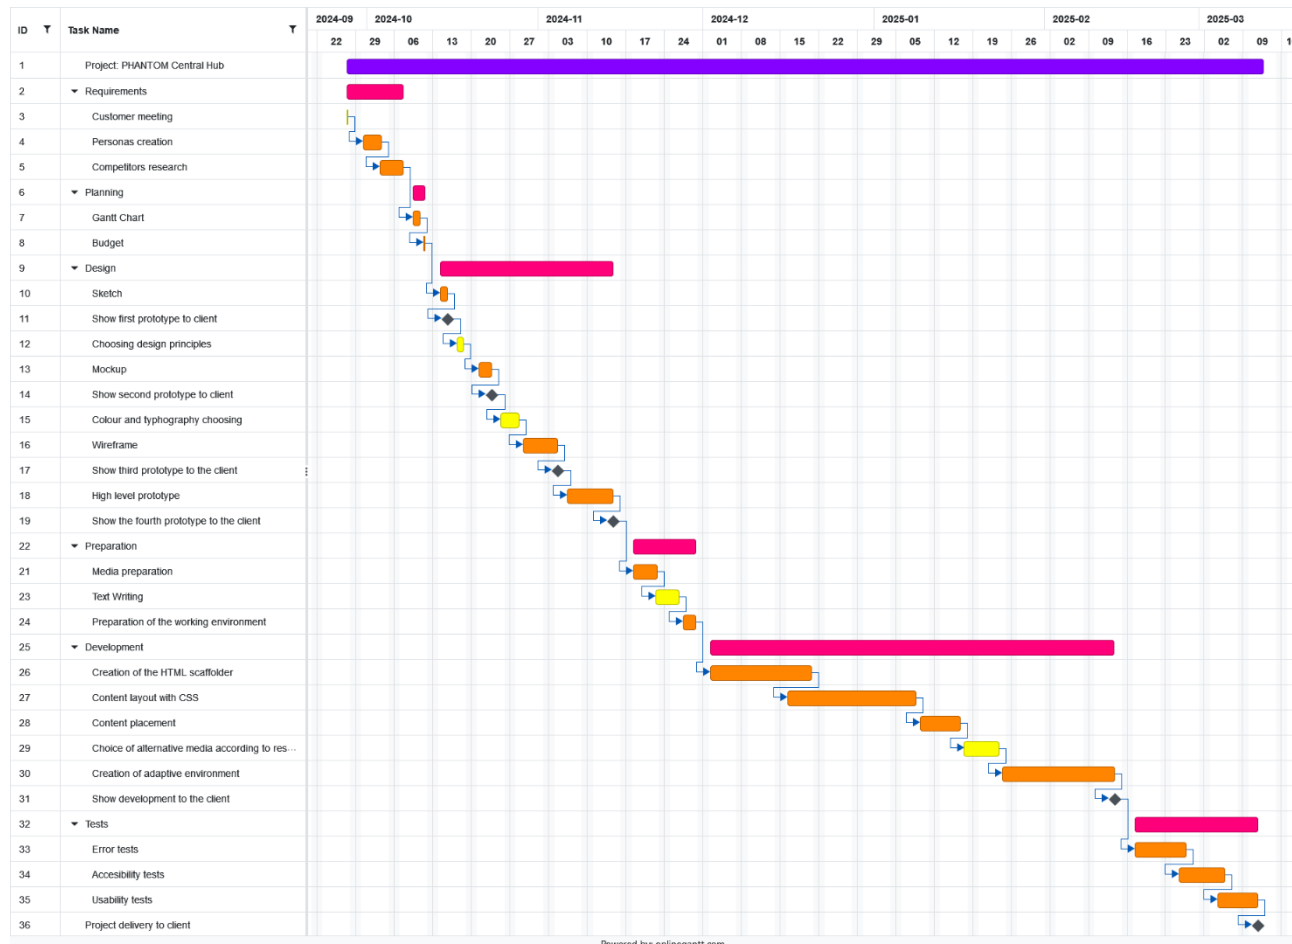 ID Task Name 2024-09 2024-10 2024-11 2024-12 2025-01 2025-02 2025-03
22 29 06 13 20 27 03 10 17 24 01 08 15 22 29 05 12 19 26 02 09 16 23 02 09
1 Project: PHANTOM Central Hub
2 Requirements
3 Customer meeting
4 Personas creation
5 Competitors research
6 Planning
7 Gantt Chart
8 Budget
9 Design
10 Sketch
11 Show first prototype to client
12 Choosing design principles
13 Mockup
14 Show second prototype to client
15 Colour and typhography choosing
16 Wireframe
17 Show third prototype to the client
18 High level prototype
19 Show the fourth prototype to the client
22 Preparation
21 Media preparation
23 Text Writing
24 Preparation of the working environment
25 Development
26 Creation of the HTML scaffolder
27 Content layout with CSS
28 Content placement
29 Choice of alternative media according to res...
30 Creation of adaptive environment
31 Show development to the client
32 Tests
33 Error tests
34 Accesibility tests
35 Usability tests
36 Project delivery to client
Powered by: onlinegantt.com